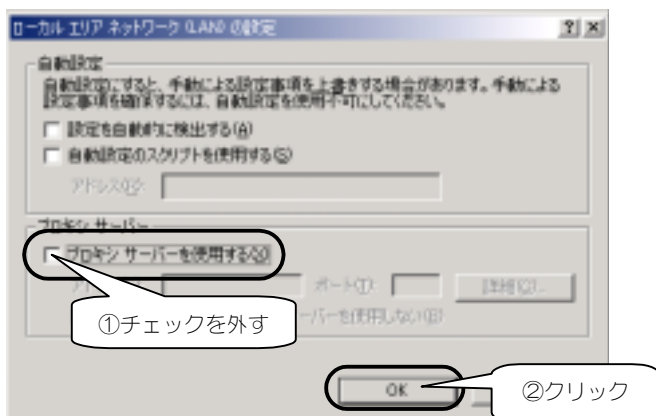 ローカル エリア ネットワーク (LAN) の設定
自動設定
自動設定にすると、手動による設定事項を上書きする場合があります。手動による
設定事項を確保するには、自動設定を使用不可にしてください。
設定を自動的に検出する(A)
自動設定のスクリプトを使用する(S)
アドレス(R):
プロキシ サーバー
プロキシ サーバーを使用する(X)
ポート(T):
詳細(C)...
①チェックを外す
ーバーを使用しない(B)
OK
②クリック